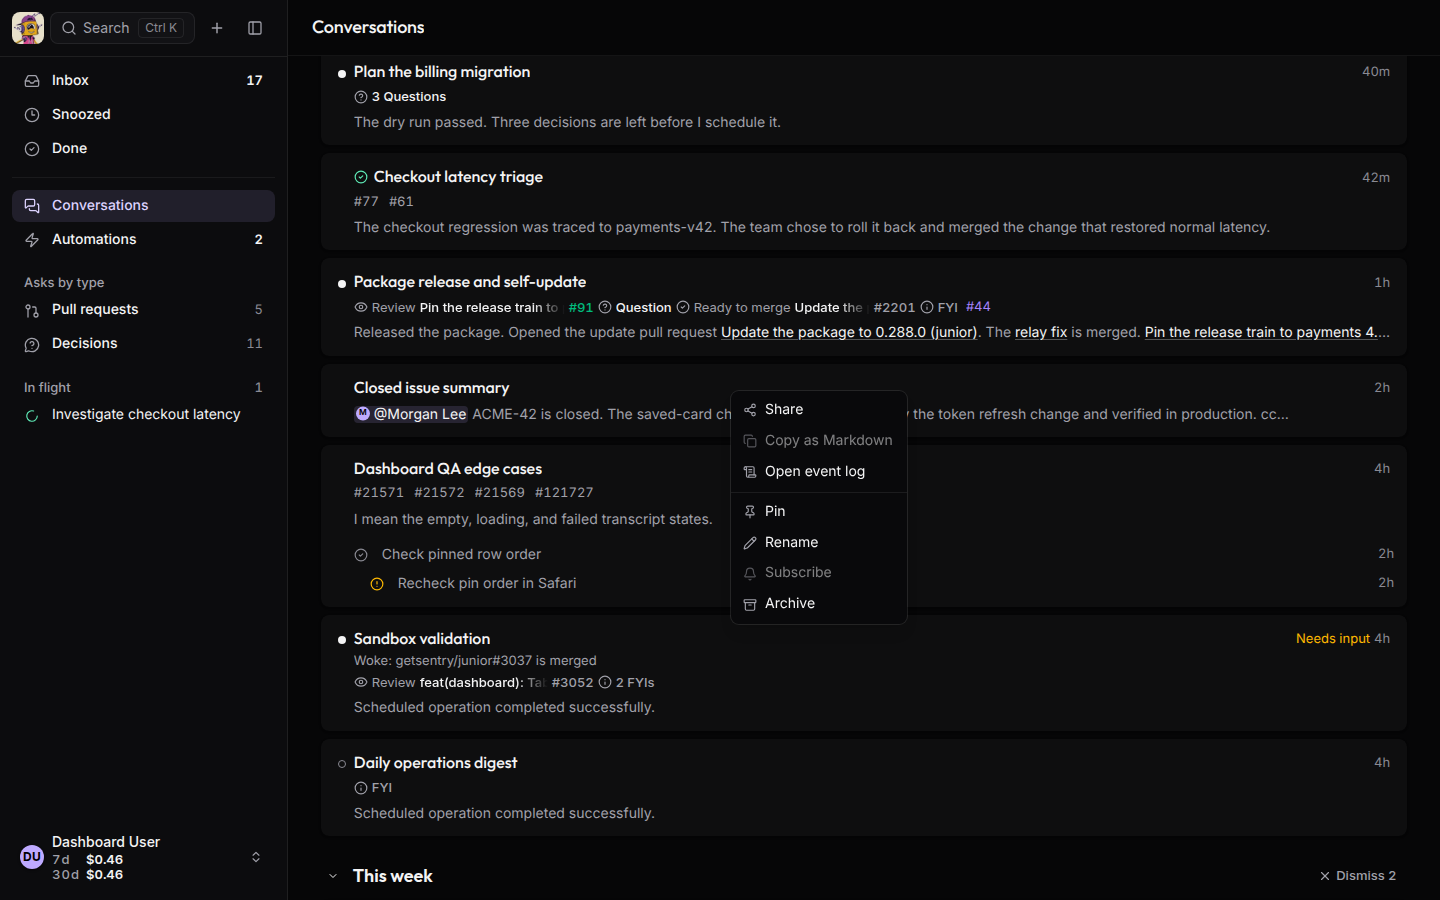 Search Ctrl K
Conversations
Inbox 17
Snoozed
Done
Conversations
Automations 2
Asks by type
Pull requests 5
Decisions 11
In flight 1
Investigate checkout latency
Dashboard User
DU
7d $0.46
30d $0.46
Plan the billing migration 40m
3 Questions
The dry run passed. Three decisions are left before I schedule it.
Checkout latency triage 42m
#77 #61
The checkout regression was traced to payments-v42. The team chose to roll it back and merged the change that restored normal latency.
Package release and self-update 1h
Review Pin the release train to #91 Question Ready to merge Update the #2201 FYI #44
Released the package. Opened the update pull request Update the package to 0.288.0 (junior). The relay fix is merged. Pin the release train to payments 4....
Closed issue summary 2h
M @Morgan Lee ACME-42 is closed. The saved-card ch the token refresh change and verified in production. cc...
Share
Copy as Markdown
Open event log
Pin
Rename
Subscribe
Archive
Dashboard QA edge cases 4h
#21571 #21572 #21569 #121727
I mean the empty, loading, and failed transcript states.
Check pinned row order 2h
Recheck pin order in Safari 2h
Sandbox validation Needs input 4h
Woke: getsentry/junior#3037 is merged
Review feat(dashboard): Ta #3052 2 FYIs
Scheduled operation completed successfully.
Daily operations digest 4h
FYI
Scheduled operation completed successfully.
This week Dismiss 2